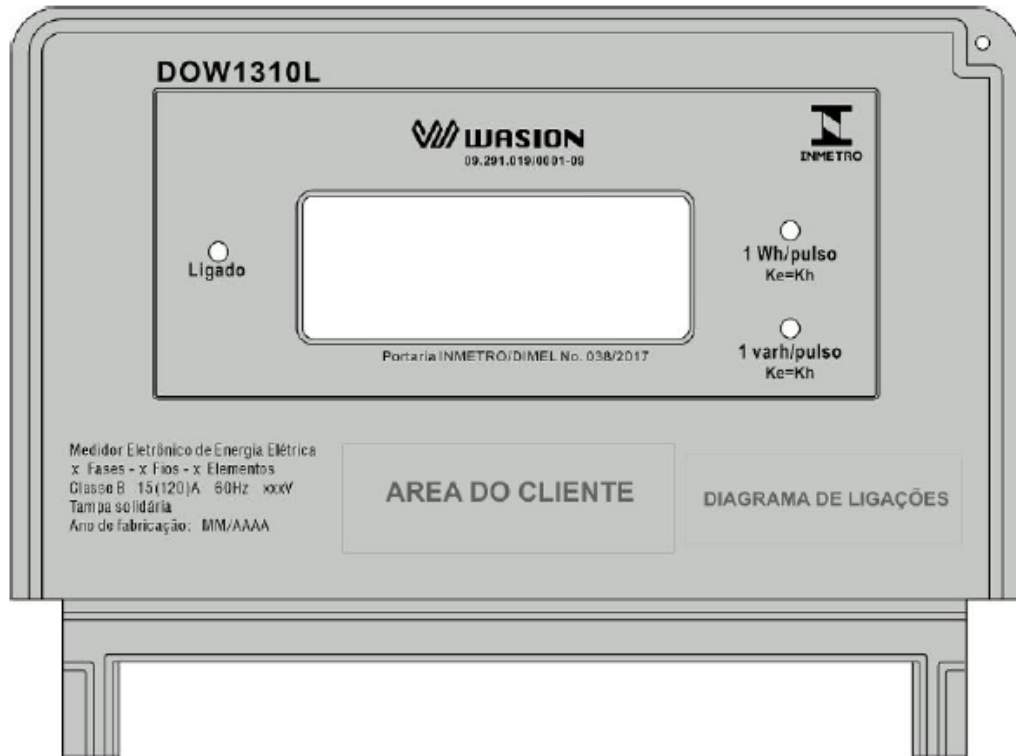 DOW1310L
WASION
09.291.019/0001-09
INMETRO
Ligado
1 Wh/pulso
Ke=Kh
1 varh/pulso
Ke=Kh
Portaria INMETRO/DIMEL No. 038/2017
Medidor Eletrônico de Energia Elétrica
x Fases - x Fios - x Elementos
Classe B 15(120)A 60Hz xxxV
Tampa solidária
Ano de fabricação: MM/AAAA
AREA DO CLIENTE
DIAGRAMA DE LIGAÇÕES